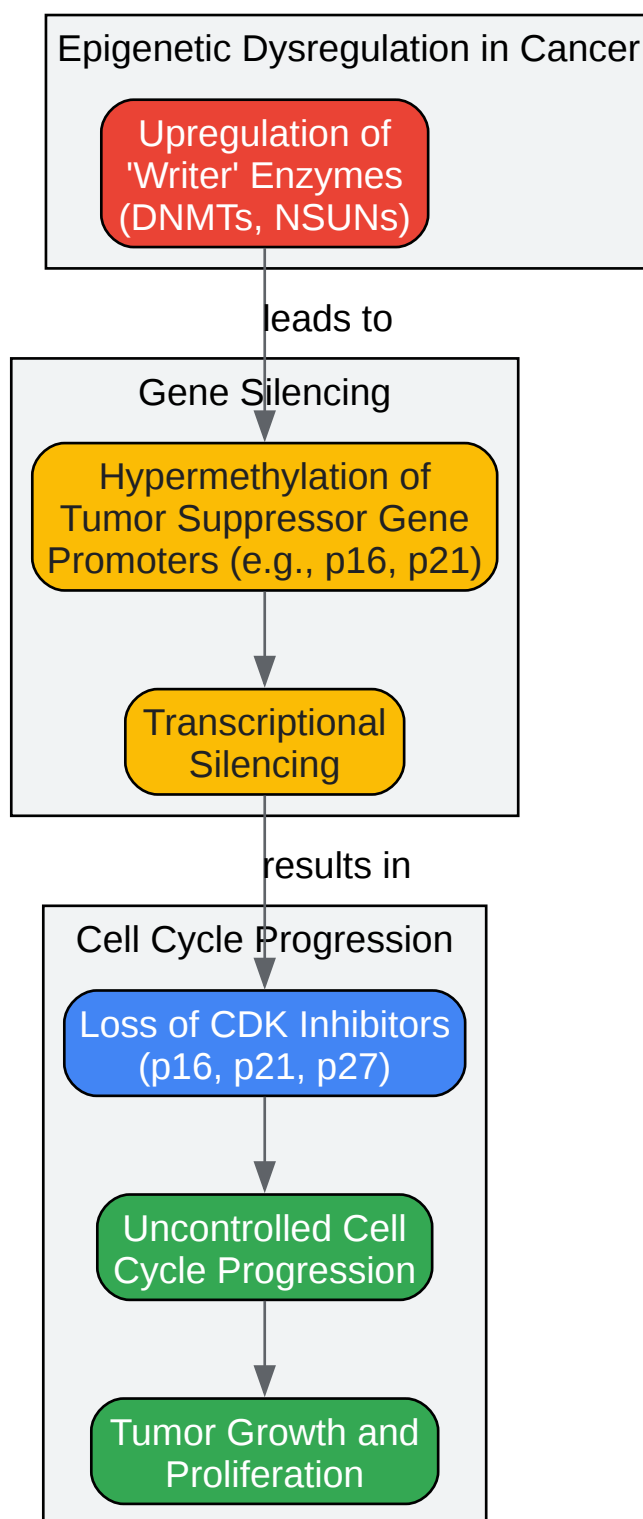 Epigenetic Dysregulation in Cancer
Upregulation of
'Writer' Enzymes
(DNMTs, NSUNs)
leads to
Gene Silencing
Hypermethylation of
Tumor Suppressor Gene
Promoters (e.g., p16, p21)
Transcriptional
Silencing
results in
Cell Cycle Progression
Loss of CDK Inhibitors
(p16, p21, p27)
Uncontrolled Cell
Cycle Progression
Tumor Growth and
Proliferation